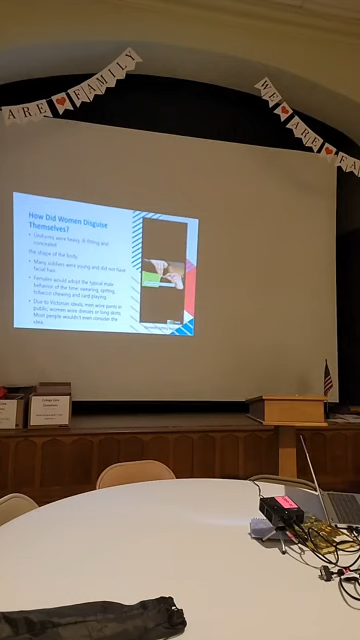 ARE FAMILY
WE ARE FA
How Did Women Disguise
Themselves?
• Uniforms were heavy, ill-fitting and
concealed
the shape of the body.
• Many soldiers were young and did not have
facial hair.
• Females would adopt the typical male
behavior of the time: swearing, spitting,
tobacco chewing and card playing
• Due to Victorian ideals, men wore pants in
public, women wore dresses or long skirts.
Most people wouldn't even consider the
idea.